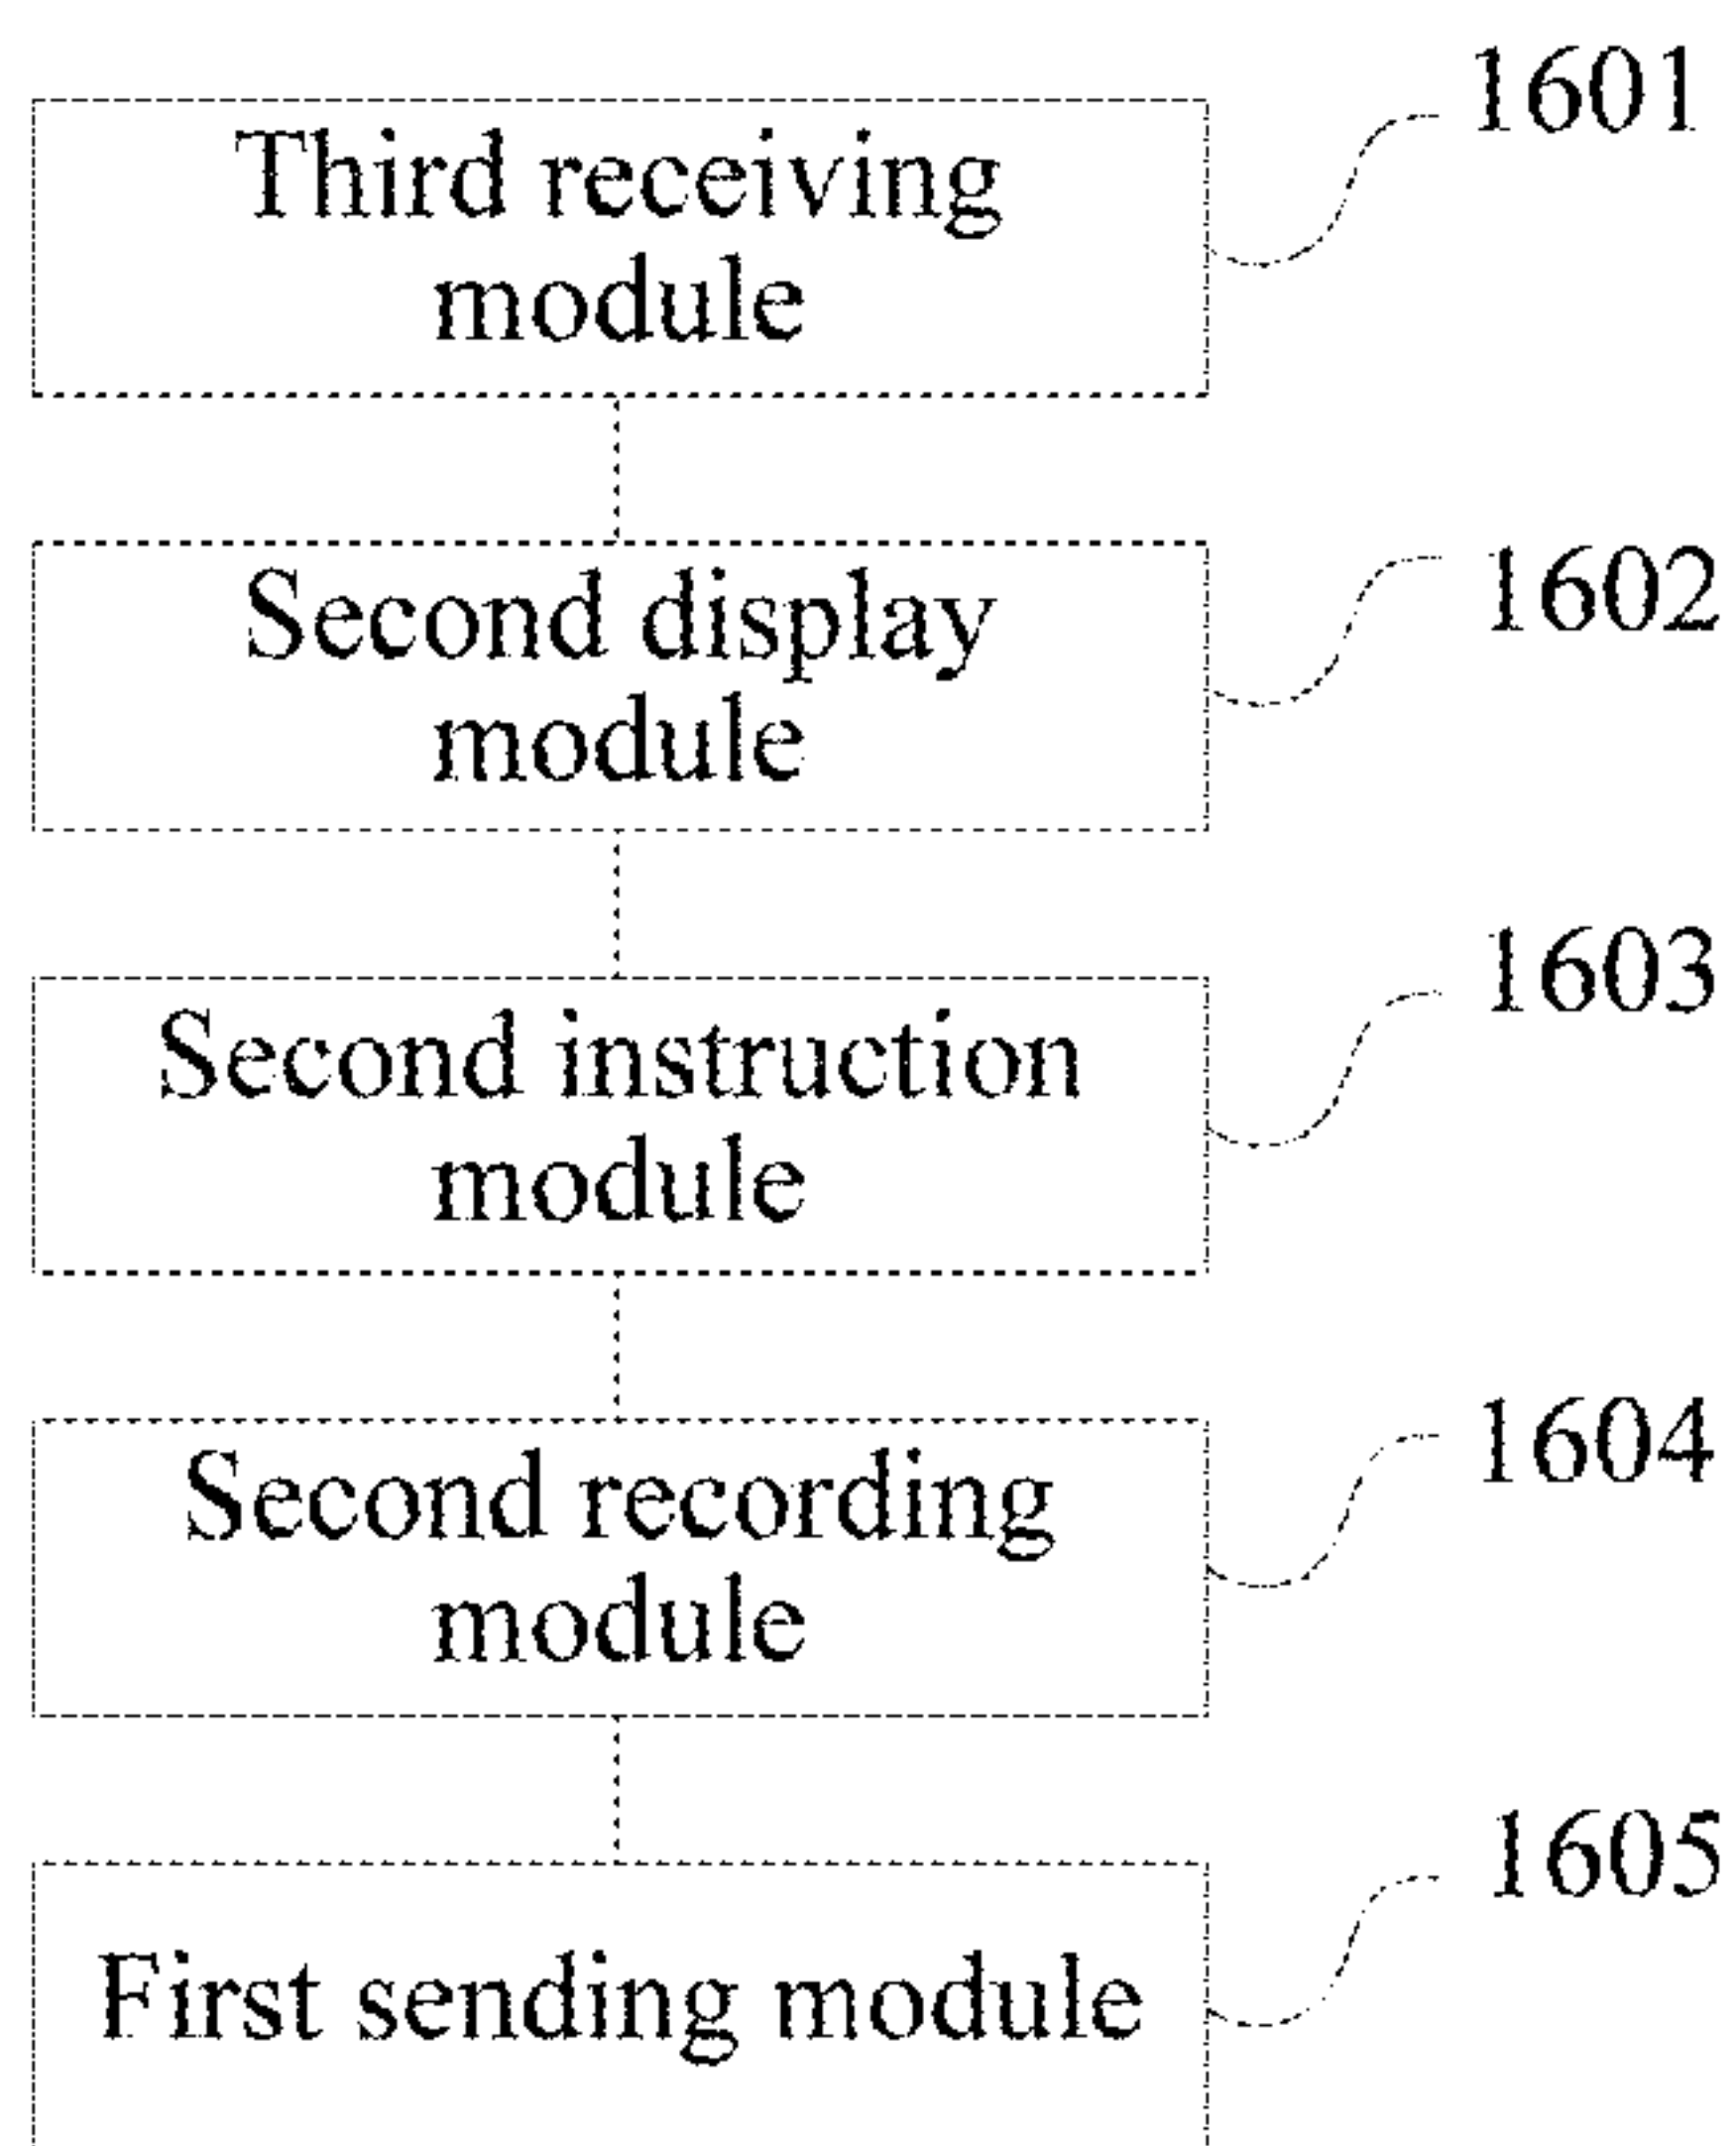 Third receiving
module
1601
Second display
module
1602
Second instruction
module
1603
Second recording
module
1604
First sending module
1605